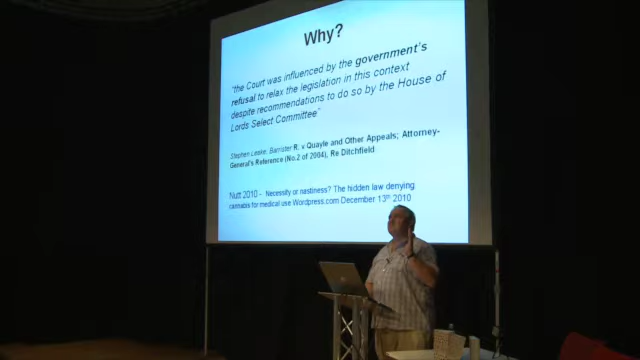 Why?
"the Court was influenced by the government's
refusal to relax the legislation in this context
despite recommendations to do so by the House of
Lords Select Committee"
Stephen Leake, Barrister R. v Quayle and Other Appeals; Attorney-
General's Reference (No.2 of 2004), Re Ditchfield
Nutt 2010 - Necessity or nastiness? The hidden law denying
cannabis for medical use Wordpress.com December 13th 2010